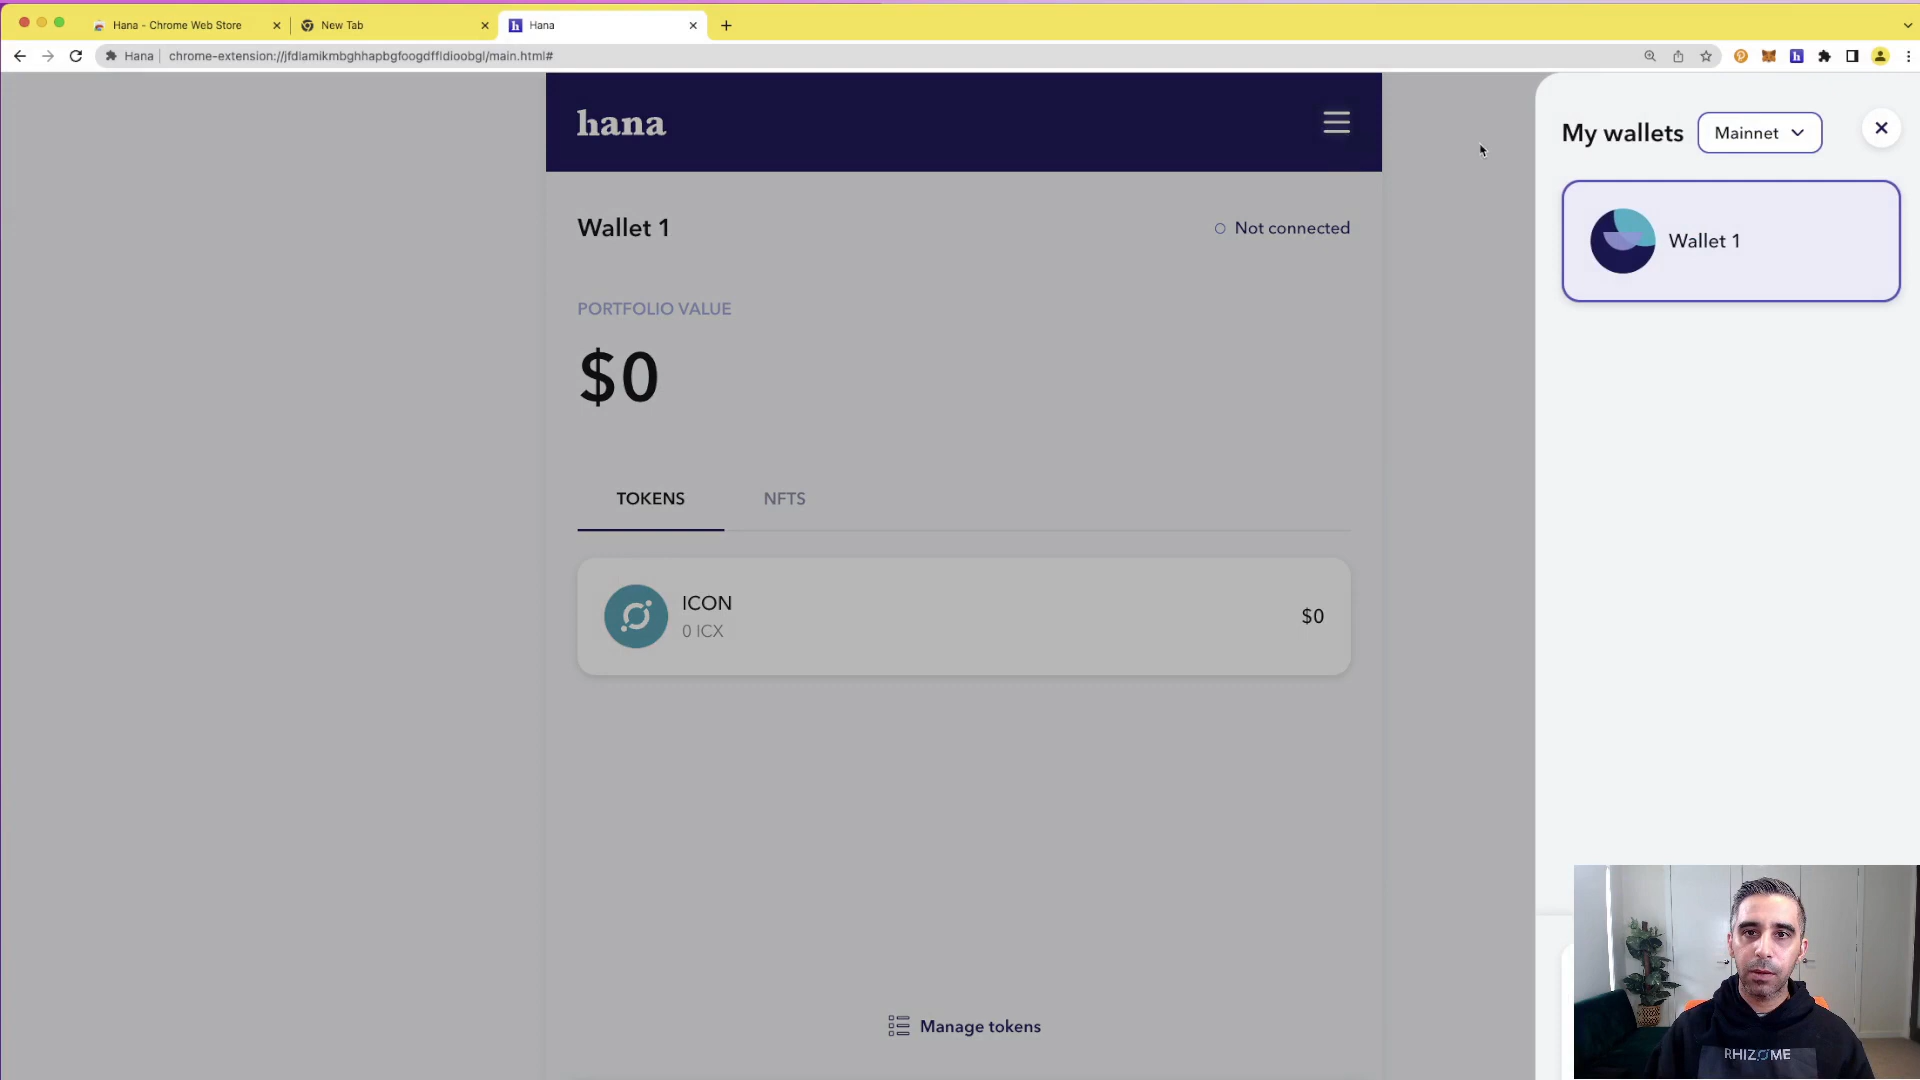 Hana - Chrome Web Store
New Tab
Hana
Hana
chrome-extension://jfdlamikmbghhapbgfoogdffldioobgl/main.html#
hana
My wallets
Mainnet
Wallet 1
Not connected
Wallet 1
PORTFOLIO VALUE
$0
TOKENS
NFTS
ICON
0 ICX
$0
Manage tokens
RHIZOME